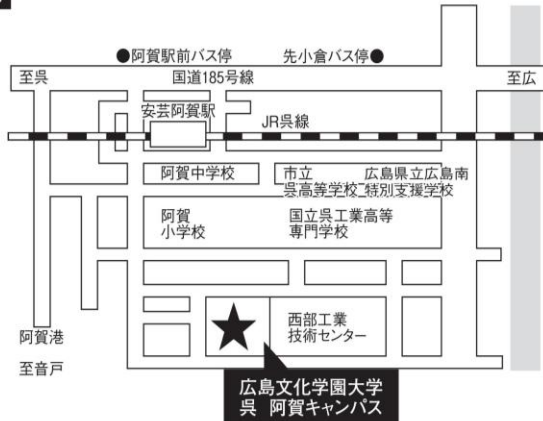 ●阿賀駅前バス停
先小倉バス停●
至呉
国道185号線
至広
安芸阿賀駅
JR呉線
阿賀中学校
市立
呉高等学校
広島県立広島南
特別支援学校
阿賀
小学校
国立呉工業高等
専門学校
西部工業
技術センター
阿賀港
至音戸
広島文化学園大学
呉 阿賀キャンパス